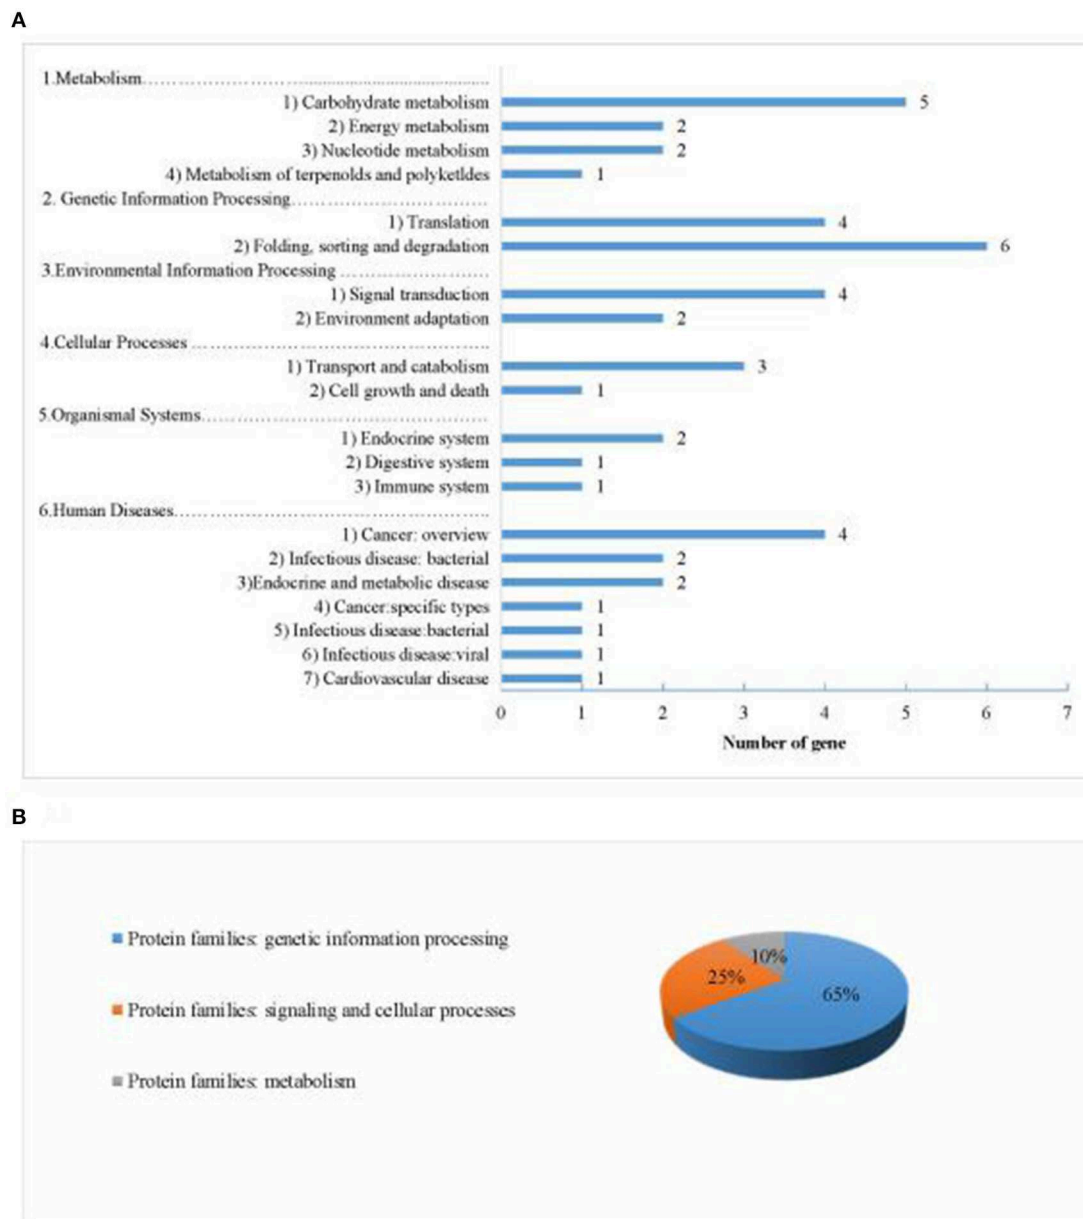 A
1.Metabolism
1) Carbohydrate metabolism 5
2) Energy metabolism 2
3) Nucleotide metabolism 2
4) Metabolism of terpenolds and polyketldes 1
2. Genetic Information Processing
1) Translation 4
2) Folding, sorting and degradation 6
3.Environmental Information Processing
1) Signal transduction 4
2) Environment adaptation 2
4.Cellular Processes
1) Transport and catabolism 3
2) Cell growth and death 1
5.Organismal Systems
1) Endocrine system 2
2) Digestive system 1
3) Immune system 1
6.Human Diseases
1) Cancer: overview 4
2) Infectious disease: bacterial 2
3)Endocrine and metabolic disease 2
4) Cancer:specific types 1
5) Infectious disease:bacterial 1
6) Infectious disease:viral 1
7) Cardiovascular disease 1
0 1 2 3 4 5 6 7
Number of gene
B
Protein families: genetic information processing
Protein families: signaling and cellular processes
Protein families: metabolism
10%
25%
65%